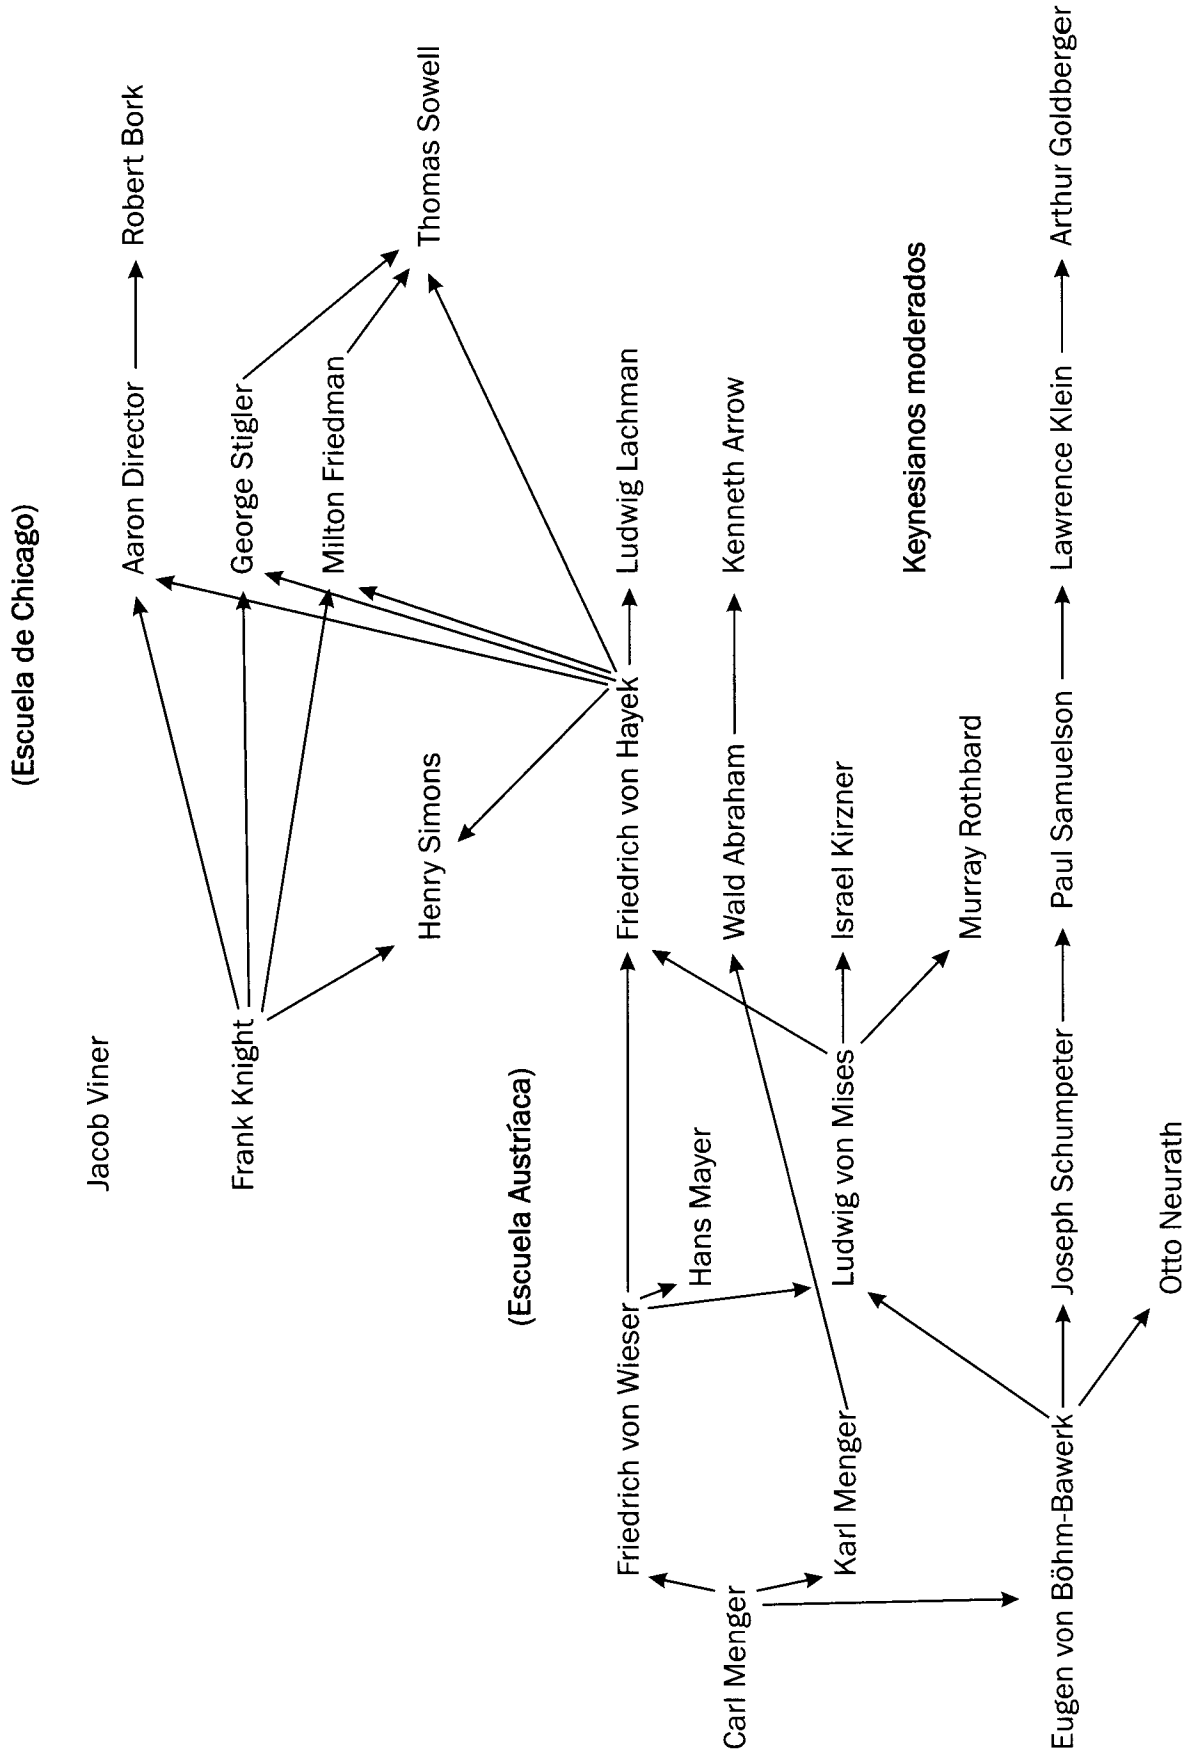 (Escuela de Chicago)
Jacob Viner
Aaron Director
Robert Bork
Frank Knight
George Stigler
Milton Friedman
Henry Simons
Thomas Sowell
(Escuela Austríaca)
Friedrich von Wieser
Friedrich von Hayek
Ludwig Lachman
Hans Mayer
Carl Menger
Wald Abraham
Kenneth Arrow
Karl Menger
Ludwig von Mises
Israel Kirzner
Keynesianos moderados
Murray Rothbard
Eugen von Böhm-Bawerk
Joseph Schumpeter
Paul Samuelson
Lawrence Klein
Arthur Goldberger
Otto Neurath